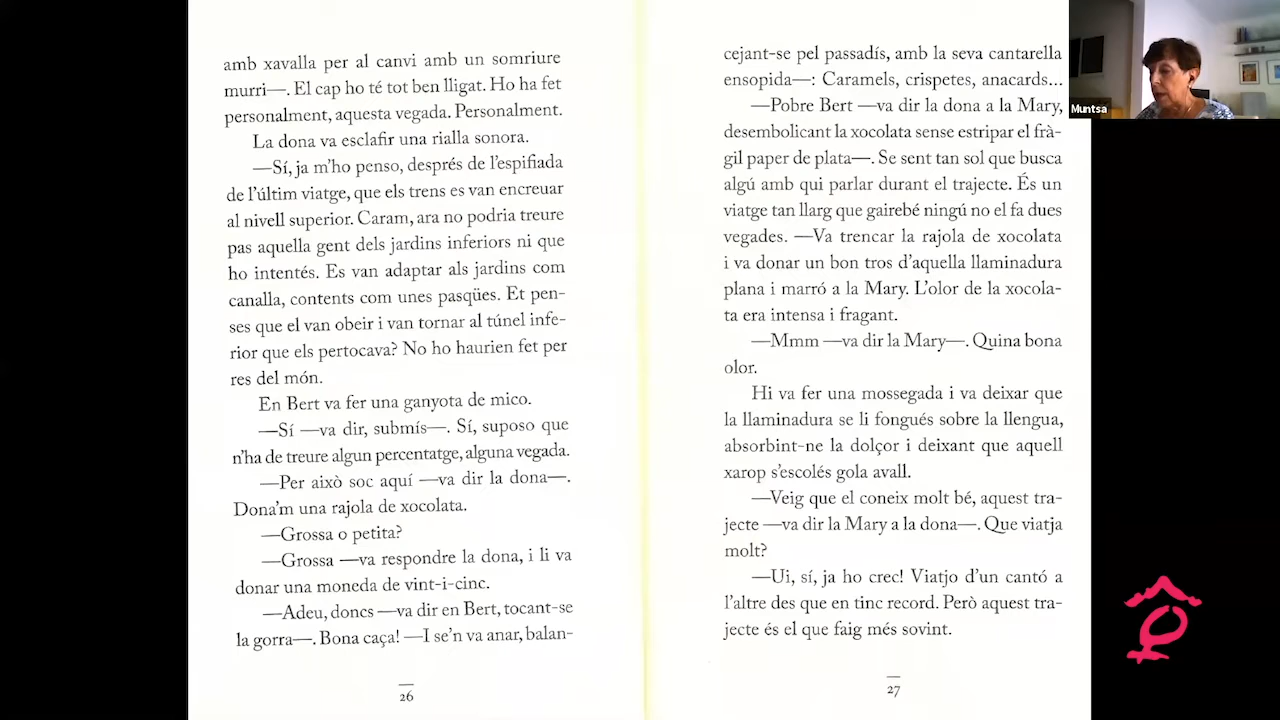 amb xavalla per al canvi amb un somriure
murri—. El cap ho té tot ben lligat. Ho ha fet
personalment, aquesta vegada. Personalment.
La dona va esclafir una rialla sonora.
—Sí, ja m’ho penso, després de l’espifiada
de l’últim viatge, que els trens es van encreuar
al nivell superior. Caram, ara no podria treure
pas aquella gent dels jardins inferiors ni que
ho intentés. Es van adaptar als jardins com
canalla, contents com unes pasqües. Et pen-
ses que el van obeir i van tornar al túnel infe-
rior que els pertocava? No ho haurien fet per
res del món.
En Bert va fer una ganyota de mico.
—Sí —va dir, submís—. Sí, suposo que
n’ha de treure algun percentatge, alguna vegada.
—Per això soc aquí —va dir la dona—.
Dona’m una rajola de xocolata.
—Grossa o petita?
—Grossa —va respondre la dona, i li va
donar una moneda de vint-i-cinc.
—Adeu, doncs —va dir en Bert, tocant-se
la gorra—. Bona caça! —I se’n va anar, balan-
26
cejant-se pel passadís, amb la seva cantarella
ensopida—: Caramels, crispetes, anacards...
—Pobre Bert —va dir la dona a la Mary,
desembolicant la xocolata sense estripar el frà-
gil paper de plata—. Se sent tan sol que busca
algú amb qui parlar durant el trajecte. És un
viatge tan llarg que gairebé ningú no el fa dues
vegades. —Va trencar la rajola de xocolata
i va donar un bon tros d’aquella llaminadura
plana i marró a la Mary. L’olor de la xocola-
ta era intensa i fragant.
—Mmm —va dir la Mary—. Quina bona
olor.
Hi va fer una mossegada i va deixar que
la llaminadura se li fongués sobre la llengua,
absorbint-ne la dolçor i deixant que aquell
xarop s’escolés gola avall.
—Veig que el coneix molt bé, aquest tra-
jecte —va dir la Mary a la dona—. Que viatja
molt?
—Ui, sí, ja ho crec! Viatjo d’un cantó a
l’altre des que en tinc record. Però aquest tra-
jecte és el que faig més sovint.
27
Muntsa